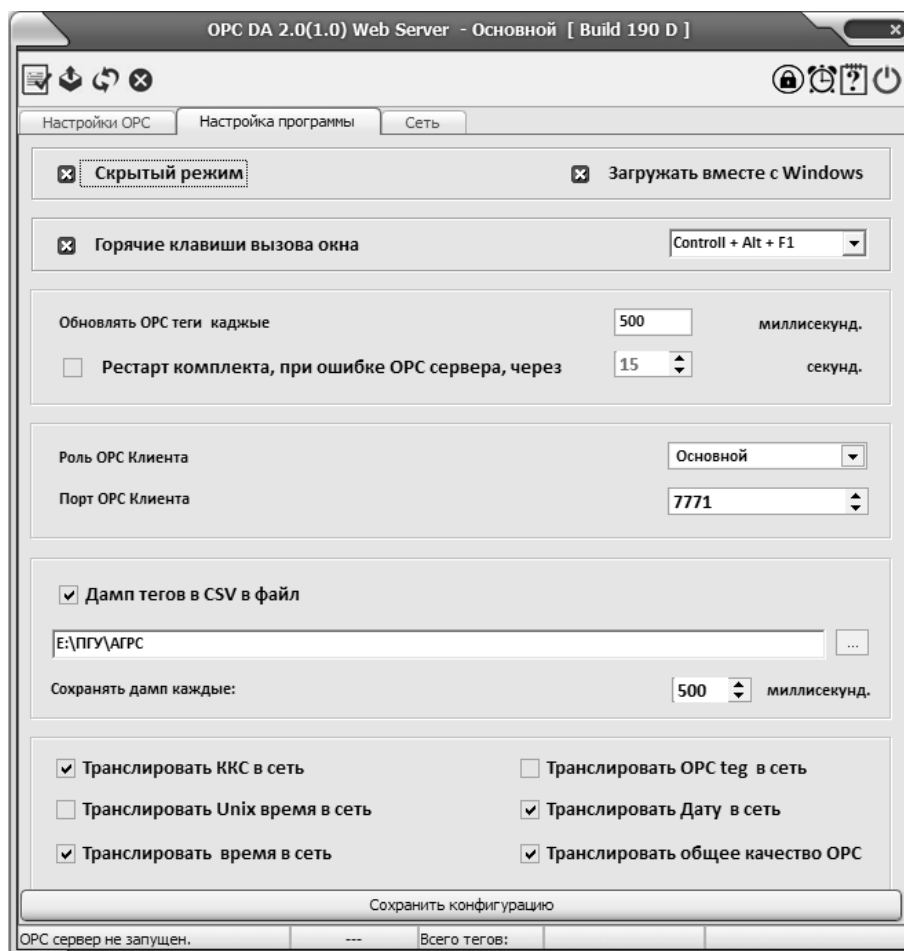 OPC DA 2.0(1.0) Web Server - Основной [ Build 190 D ]
Настройки OPC Настройка программы Сеть
Скрытый режим Загружать вместе с Windows
Горячие клавиши вызова окна Controll + Alt + F1
Обновлять OPC теги каджые 500 миллисекунд.
Рестарт комплекта, при ошибке OPC сервера, через 15 секунд.
Роль OPC Клиента Основной
Порт OPC Клиента 7771
Дамп тегов в CSV в файл
E:\ПГУ\АГРС ...
Сохранять дамп каждые: 500 миллисекунд.
Транслировать ККС в сеть Транслировать OPC teg в сеть
Транслировать Unix время в сеть Транслировать Дату в сеть
Транслировать время в сеть Транслировать общее качество OPC
Сохранить конфигурацию
OPC сервер не запущен. --- Всего тегов: